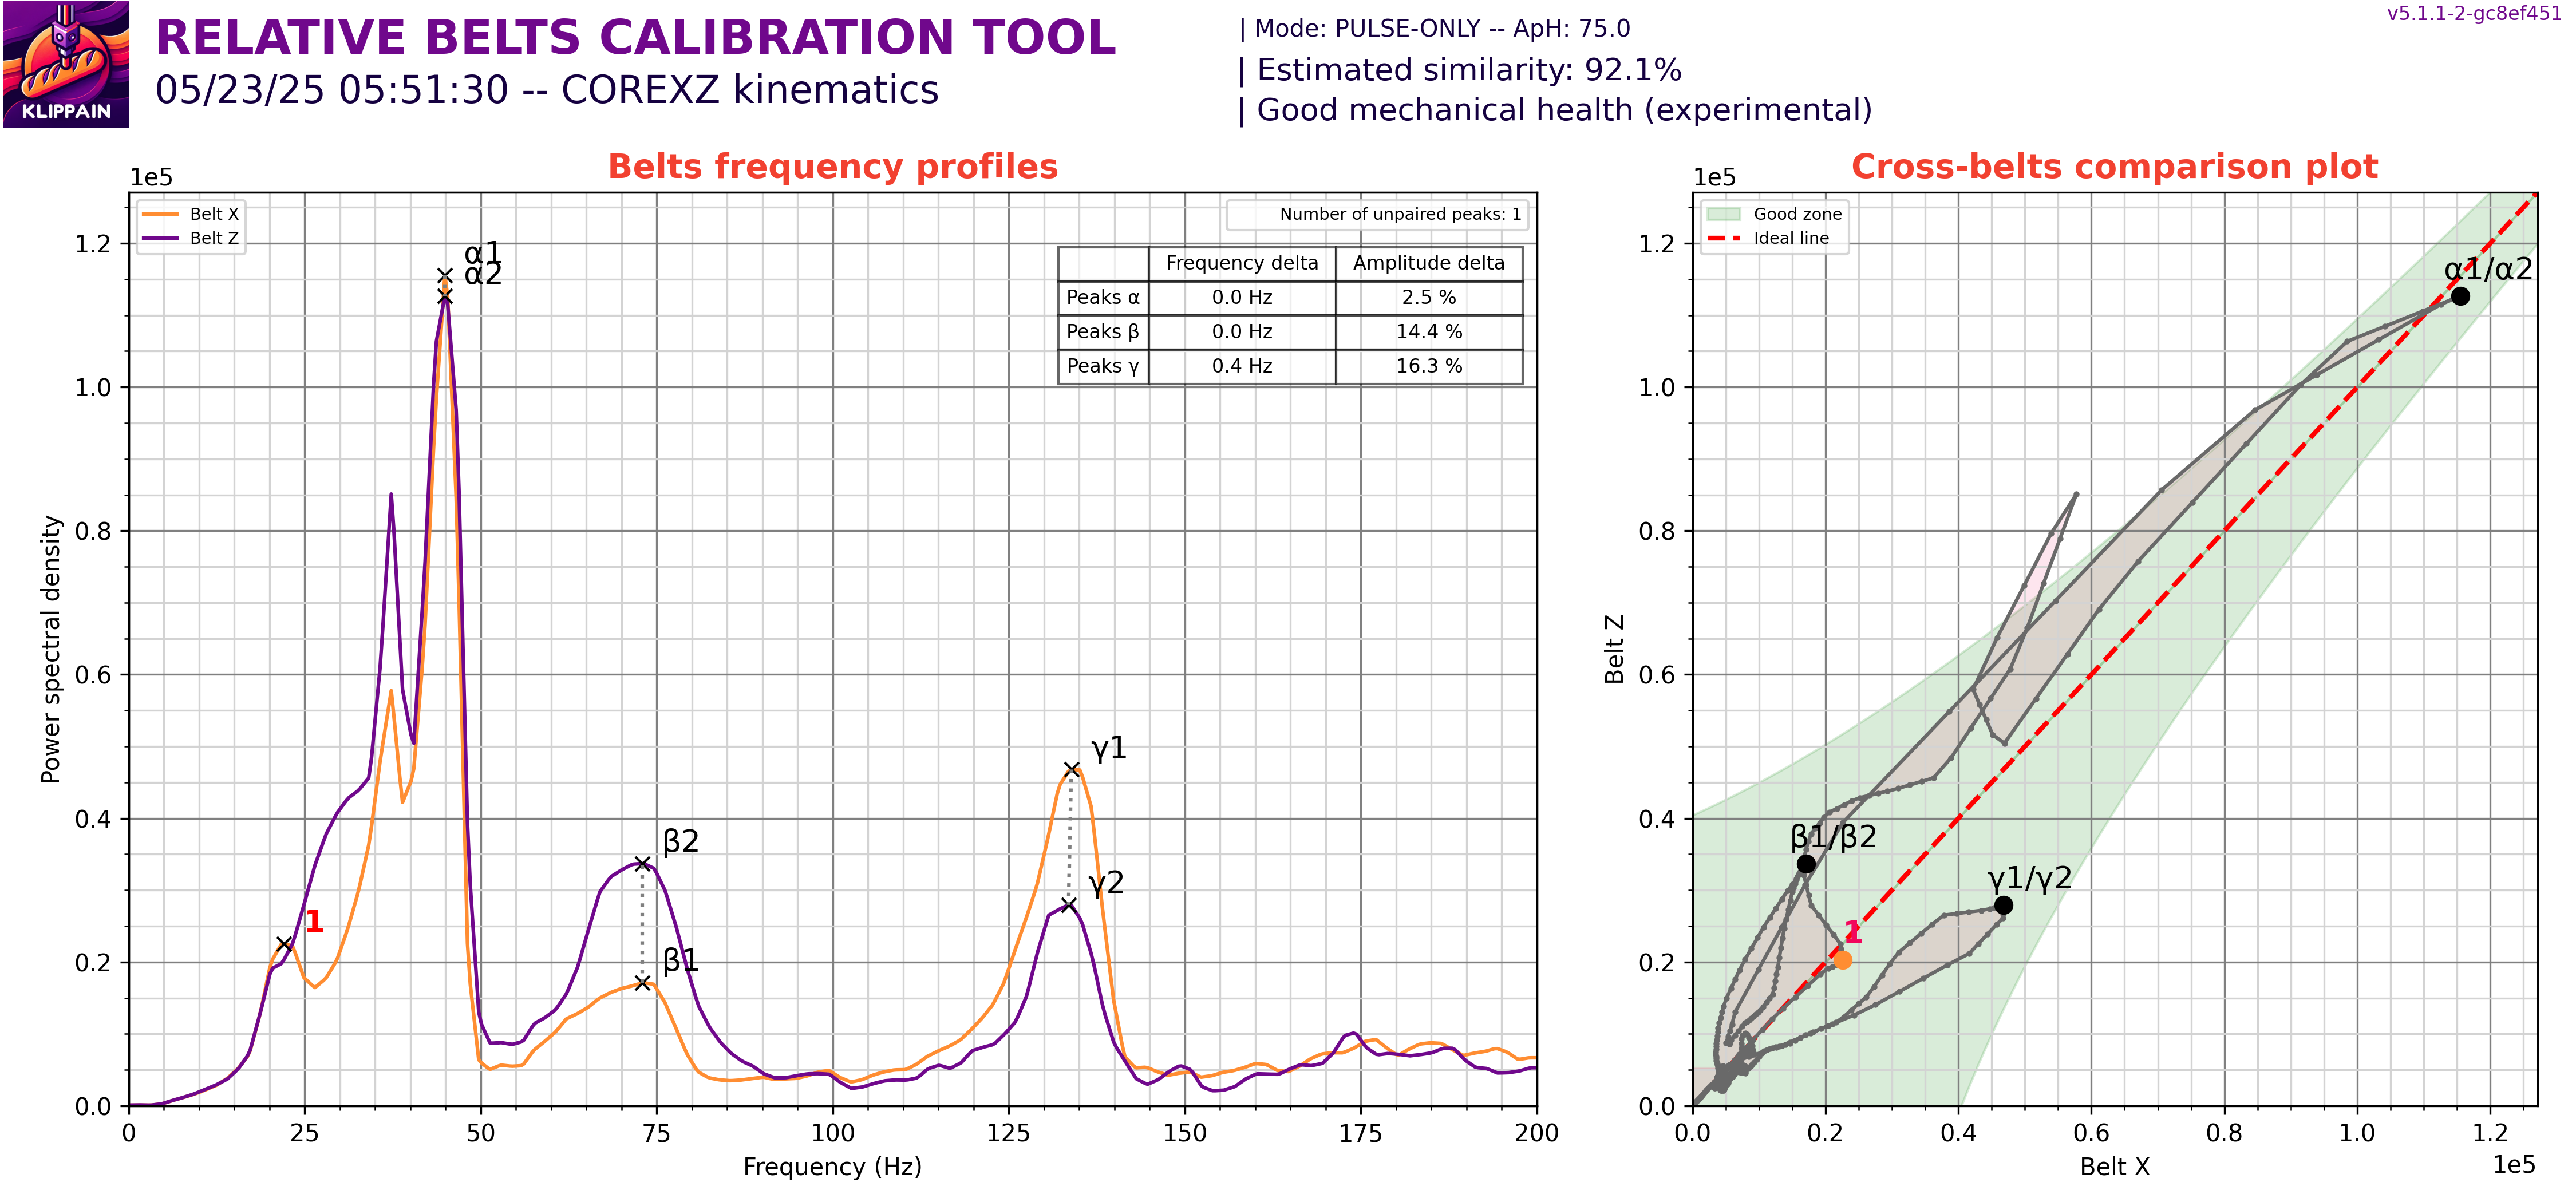 v5.1.1-2-gc8ef451
KLIPPAIN
RELATIVE BELTS CALIBRATION TOOL
05/23/25 05:51:30 -- COREXZ kinematics
| Mode: PULSE-ONLY -- ApH: 75.0
| Estimated similarity: 92.1%
| Good mechanical health (experimental)
Belts frequency profiles
1e5
Belt X
Belt Z
Number of unpaired peaks: 1
Frequency delta Amplitude delta
Peaks α 0.0 Hz 2.5 %
Peaks β 0.0 Hz 14.4 %
Peaks γ 0.4 Hz 16.3 %
α1
α2
γ1
γ2
β2
β1
1
Power spectral density
1.2
1.0
0.8
0.6
0.4
0.2
0.0
0 25 50 75 100 125 150 175 200
Frequency (Hz)
Cross-belts comparison plot
1e5
Good zone
Ideal line
α1/α2
β1/β2
γ1/γ2
1
Belt Z
1.2
1.0
0.8
0.6
0.4
0.2
0.0
0.0 0.2 0.4 0.6 0.8 1.0 1.2
Belt X
1e5